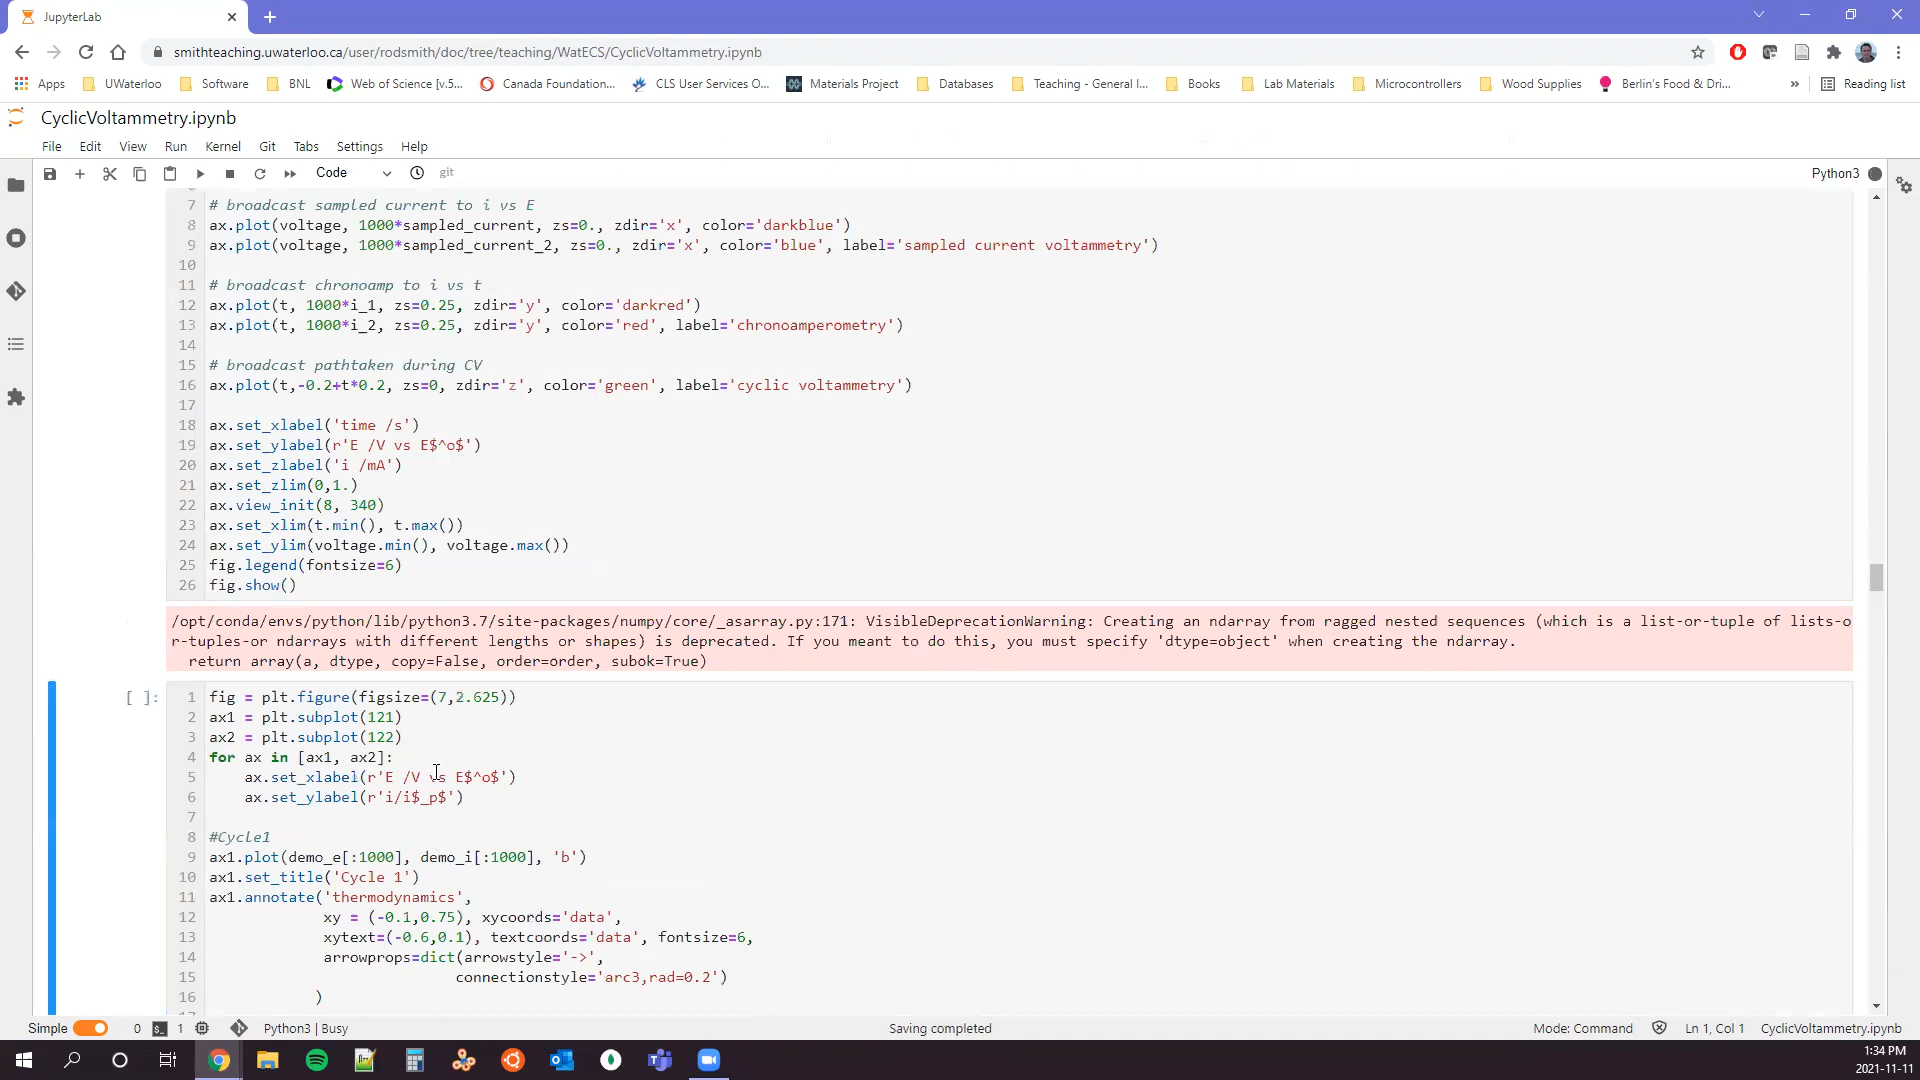 JupyterLab
smithteaching.uwaterloo.ca/user/rodsmith/doc/tree/teaching/WatECS/CyclicVoltammetry.ipynb
Apps UWaterloo Software BNL Web of Science [v.5... Canada Foundation... CLS User Services O... Materials Project Databases Teaching - General I... Books Lab Materials Microcontrollers Wood Supplies Berlin's Food & Dri... » Reading list
CyclicVoltammetry.ipynb
File Edit View Run Kernel Git Tabs Settings Help
Code git Python3
7 # broadcast sampled current to i vs E
8 ax.plot(voltage, 1000*sampled_current, zs=0., zdir='x', color='darkblue')
9 ax.plot(voltage, 1000*sampled_current_2, zs=0., zdir='x', color='blue', label='sampled current voltammetry')
10
11 # broadcast chronoamp to i vs t
12 ax.plot(t, 1000*i_1, zs=0.25, zdir='y', color='darkred')
13 ax.plot(t, 1000*i_2, zs=0.25, zdir='y', color='red', label='chronoamperometry')
14
15 # broadcast pathtaken during CV
16 ax.plot(t,-0.2+t*0.2, zs=0, zdir='z', color='green', label='cyclic voltammetry')
17
18 ax.set_xlabel('time /s')
19 ax.set_ylabel(r'E /V vs E$^o$')
20 ax.set_zlabel('i /mA')
21 ax.set_zlim(0,1.)
22 ax.view_init(8, 340)
23 ax.set_xlim(t.min(), t.max())
24 ax.set_ylim(voltage.min(), voltage.max())
25 fig.legend(fontsize=6)
26 fig.show()
/opt/conda/envs/python/lib/python3.7/site-packages/numpy/core/_asarray.py:171: VisibleDeprecationWarning: Creating an ndarray from ragged nested sequences (which is a list-or-tuple of lists-o
r-tuples-or ndarrays with different lengths or shapes) is deprecated. If you meant to do this, you must specify 'dtype=object' when creating the ndarray.
return array(a, dtype, copy=False, order=order, subok=True)
[ ]: 1 fig = plt.figure(figsize=(7,2.625))
2 ax1 = plt.subplot(121)
3 ax2 = plt.subplot(122)
4 for ax in [ax1, ax2]:
5 ax.set_xlabel(r'E /V vs E$^o$')
6 ax.set_ylabel(r'i/i$_p$')
7
8 #Cycle1
9 ax1.plot(demo_e[:1000], demo_i[:1000], 'b')
10 ax1.set_title('Cycle 1')
11 ax1.annotate('thermodynamics',
12 xy = (-0.1,0.75), xycoords='data',
13 xytext=(-0.6,0.1), textcoords='data', fontsize=6,
14 arrowprops=dict(arrowstyle='->',
15 connectionstyle='arc3,rad=0.2')
16 )
Simple 0 1 Python3 | Busy Saving completed Mode: Command Ln 1, Col 1 CyclicVoltammetry.ipynb
1:34 PM
2021-11-11